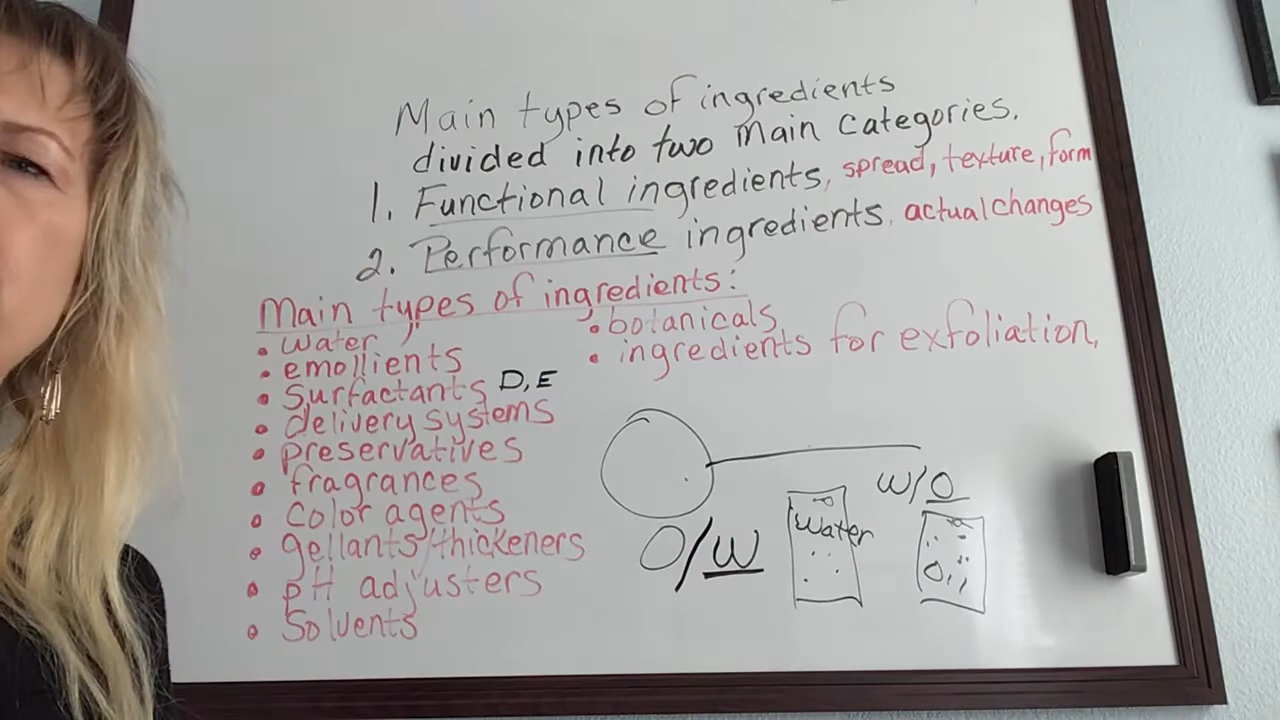 Main types of ingredients
divided into two main categories.
1. Functional ingredients, spread, texture, form
2. Performance ingredients. actual changes
Main types of ingredients:
• water
• emollients
• surfactants D, E
• delivery systems
• preservatives
• fragrances
• color agents
• gellants/thickeners
• pH adjusters
• Solvents
• botanicals
• ingredients for exfoliation,
O/W
Water
W/O
Oil